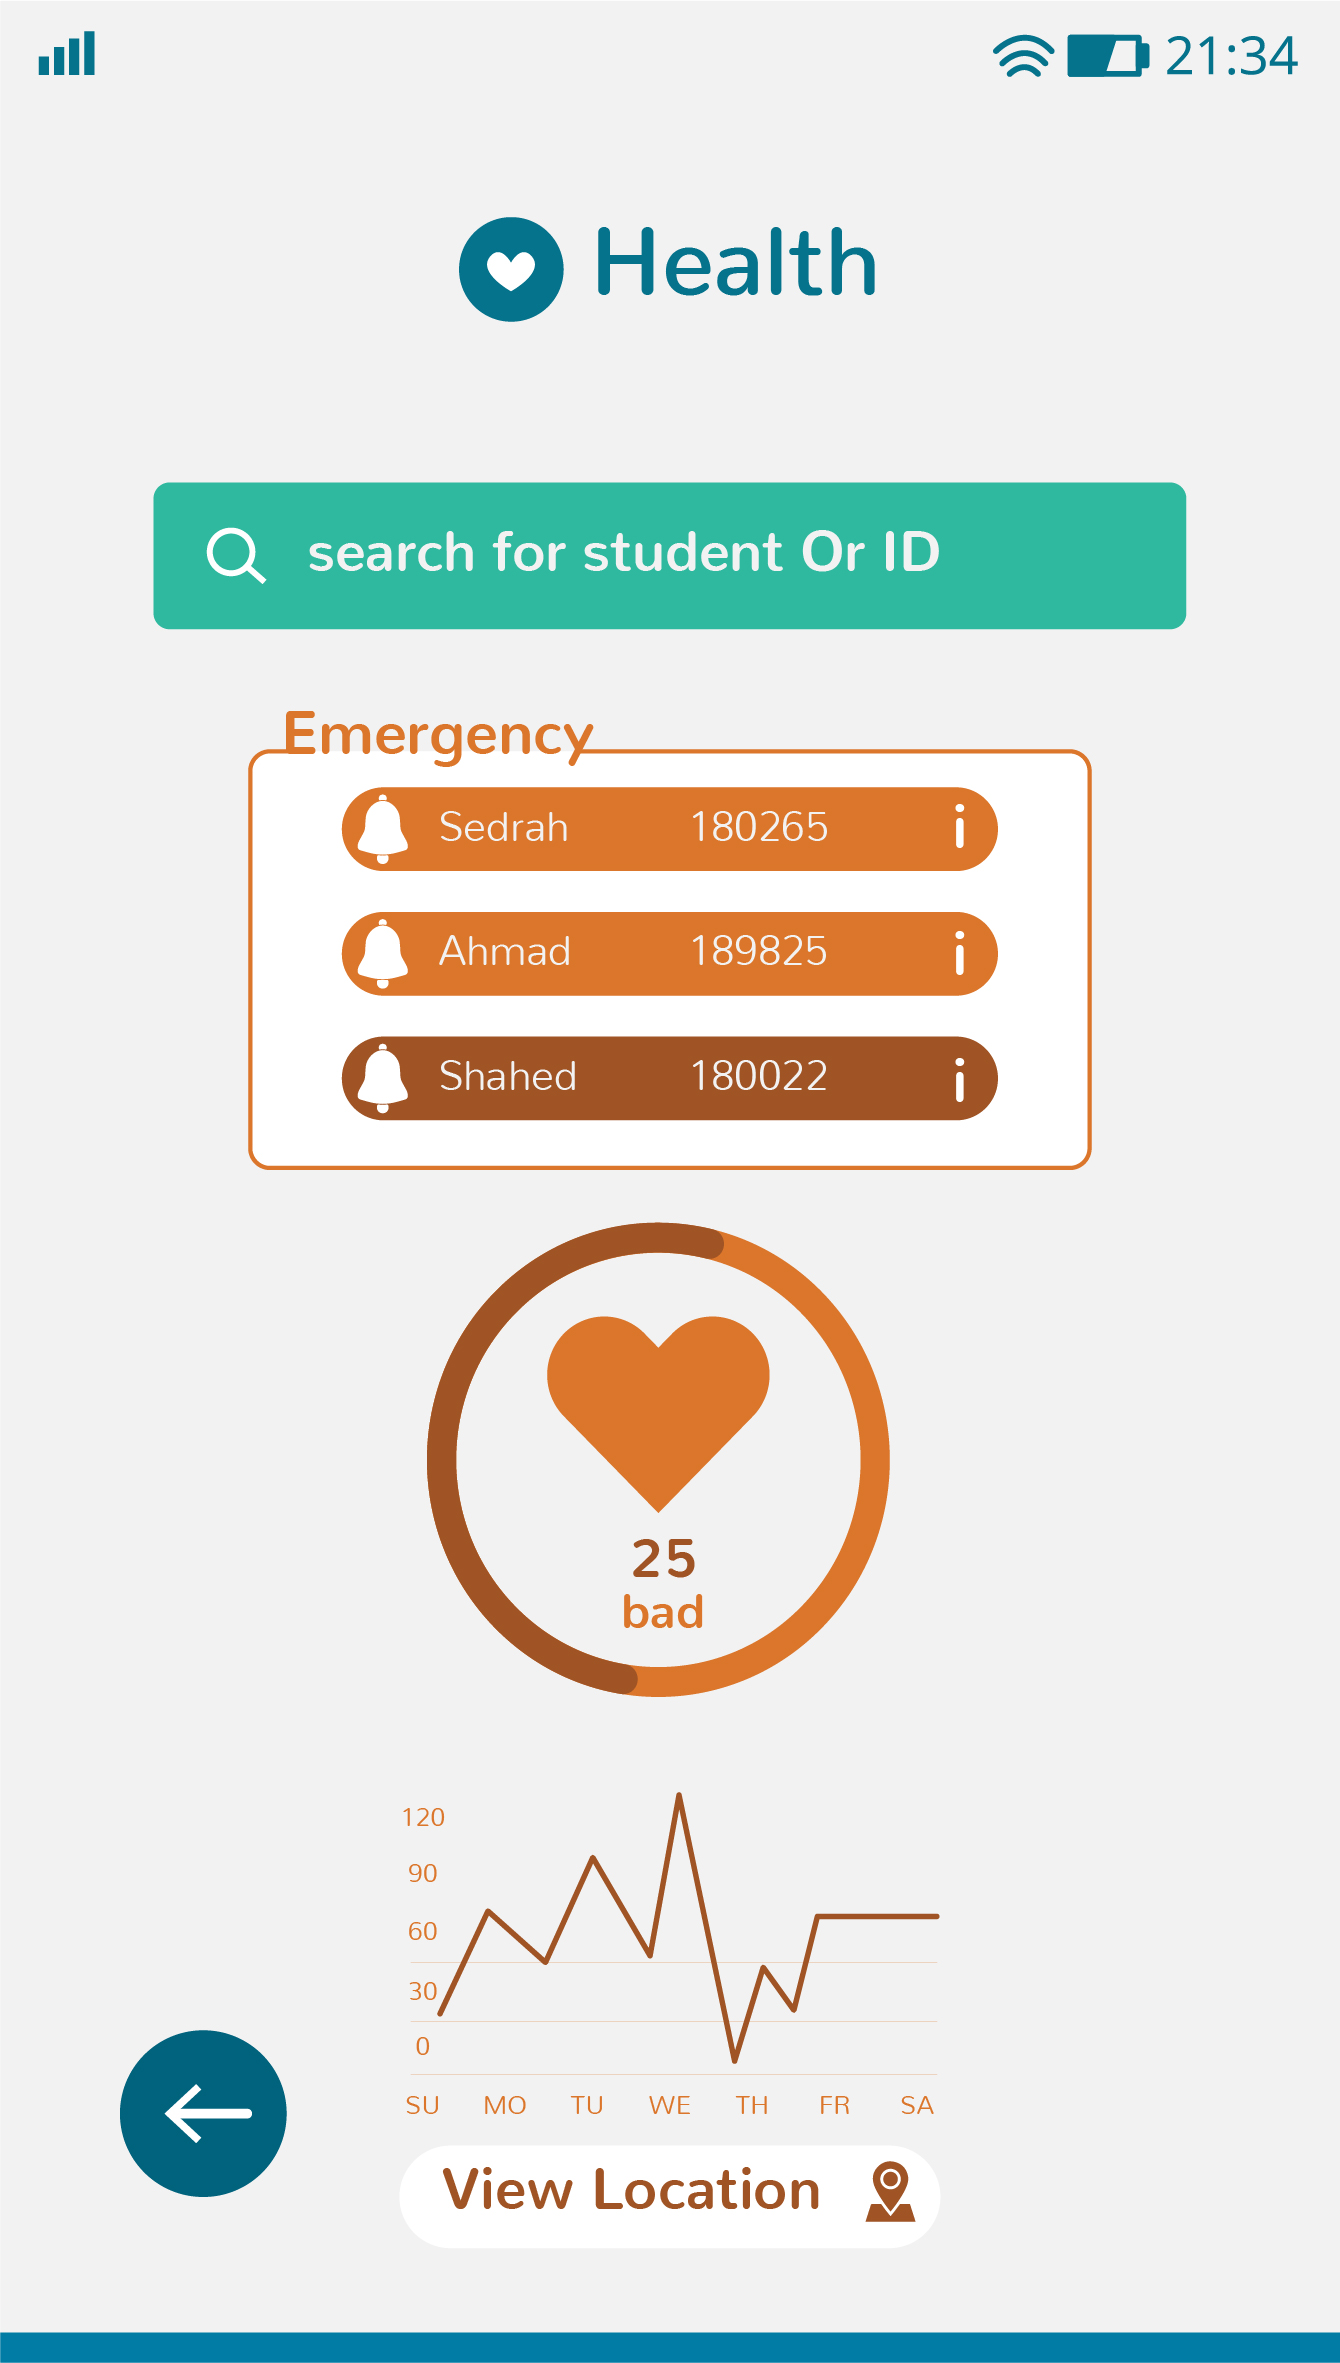 21:34
Health
search for student Or ID
Emergency
Sedrah 180265 i
Ahmad 189825 i
Shahed 180022 i
25
bad
120
90
60
30
0
SU MO TU WE TH FR SA
View Location